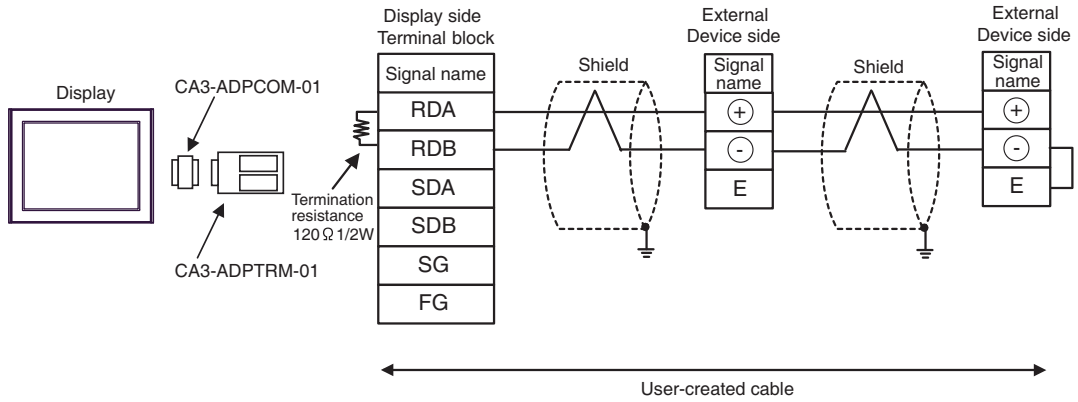 Display side
Terminal block
External
Device side
External
Device side
Display
CA3-ADPCOM-01
Signal name
RDA
RDB
SDA
SDB
SG
FG
Shield
Signal
name
+
-
E
Shield
Signal
name
+
-
E
Termination
resistance
120 Ω 1/2W
CA3-ADPTRM-01
User-created cable